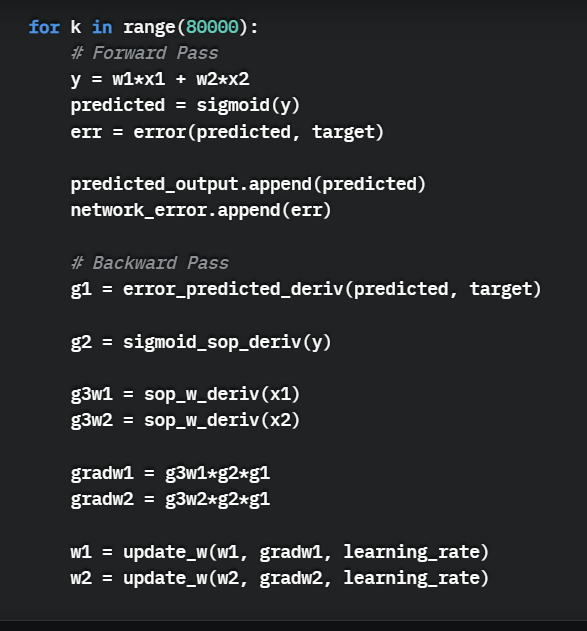 for k in range(80000):
    # Forward Pass
    y = w1*x1 + w2*x2
    predicted = sigmoid(y)
    err = error(predicted, target)

    predicted_output.append(predicted)
    network_error.append(err)

    # Backward Pass
    g1 = error_predicted_deriv(predicted, target)

    g2 = sigmoid_sop_deriv(y)

    g3w1 = sop_w_deriv(x1)
    g3w2 = sop_w_deriv(x2)

    gradw1 = g3w1*g2*g1
    gradw2 = g3w2*g2*g1

    w1 = update_w(w1, gradw1, learning_rate)
    w2 = update_w(w2, gradw2, learning_rate)